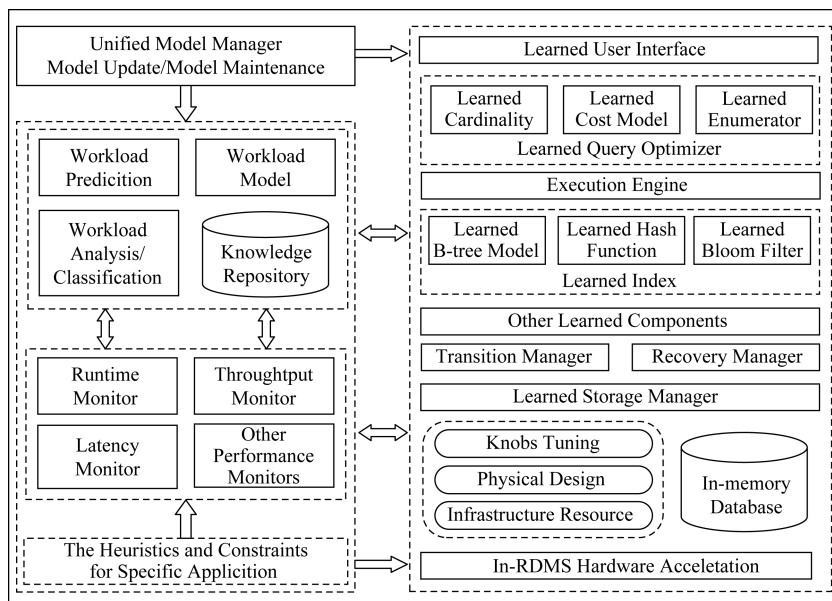 Unified Model Manager
Model Update/Model Maintenance
Workload
Predicition
Workload
Model
Workload
Analysis/
Classification
Knowledge
Repository
Runtime
Monitor
Throughtput
Monitor
Latency
Monitor
Other
Performance
Monitors
The Heuristics and Constraints
for Specific Applicition
Learned User Interface
Learned
Cardinality
Learned
Cost Model
Learned
Enumerator
Learned Query Optimizer
Execution Engine
Learned
B-tree Model
Learned Hash
Function
Learned
Bloom Filter
Learned Index
Other Learned Components
Transition Manager
Recovery Manager
Learned Storage Manager
Knobs Tuning
Physical Design
Infrastructure Resource
In-memory
Database
In-RDMS Hardware Acceletation